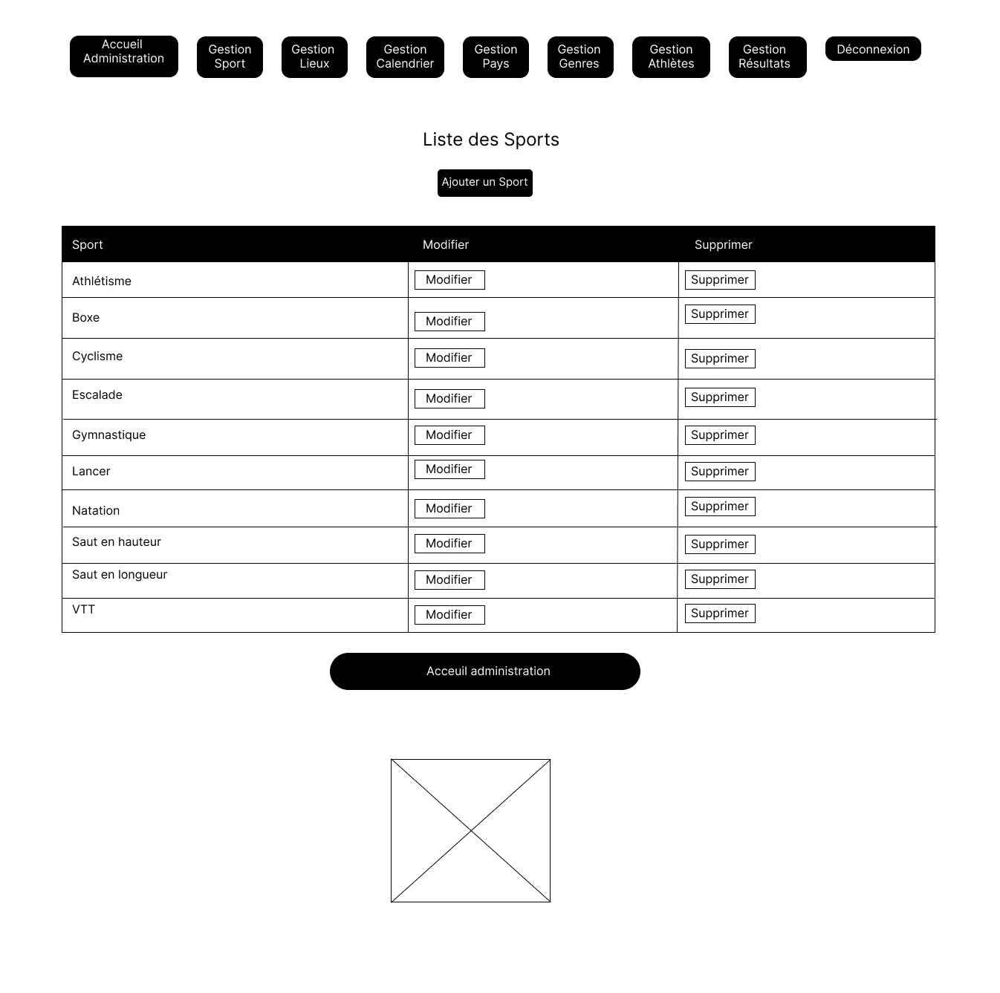 Accueil
Administration
Gestion
Sport
Gestion
Lieux
Gestion
Calendrier
Gestion
Pays
Gestion
Genres
Gestion
Athlètes
Gestion
Résultats
Déconnexion
Liste des Sports
Ajouter un Sport
Sport Modifier Supprimer
Athlétisme Modifier Supprimer
Boxe Modifier Supprimer
Cyclisme Modifier Supprimer
Escalade Modifier Supprimer
Gymnastique Modifier Supprimer
Lancer Modifier Supprimer
Natation Modifier Supprimer
Saut en hauteur Modifier Supprimer
Saut en longueur Modifier Supprimer
VTT Modifier Supprimer
Acceuil administration